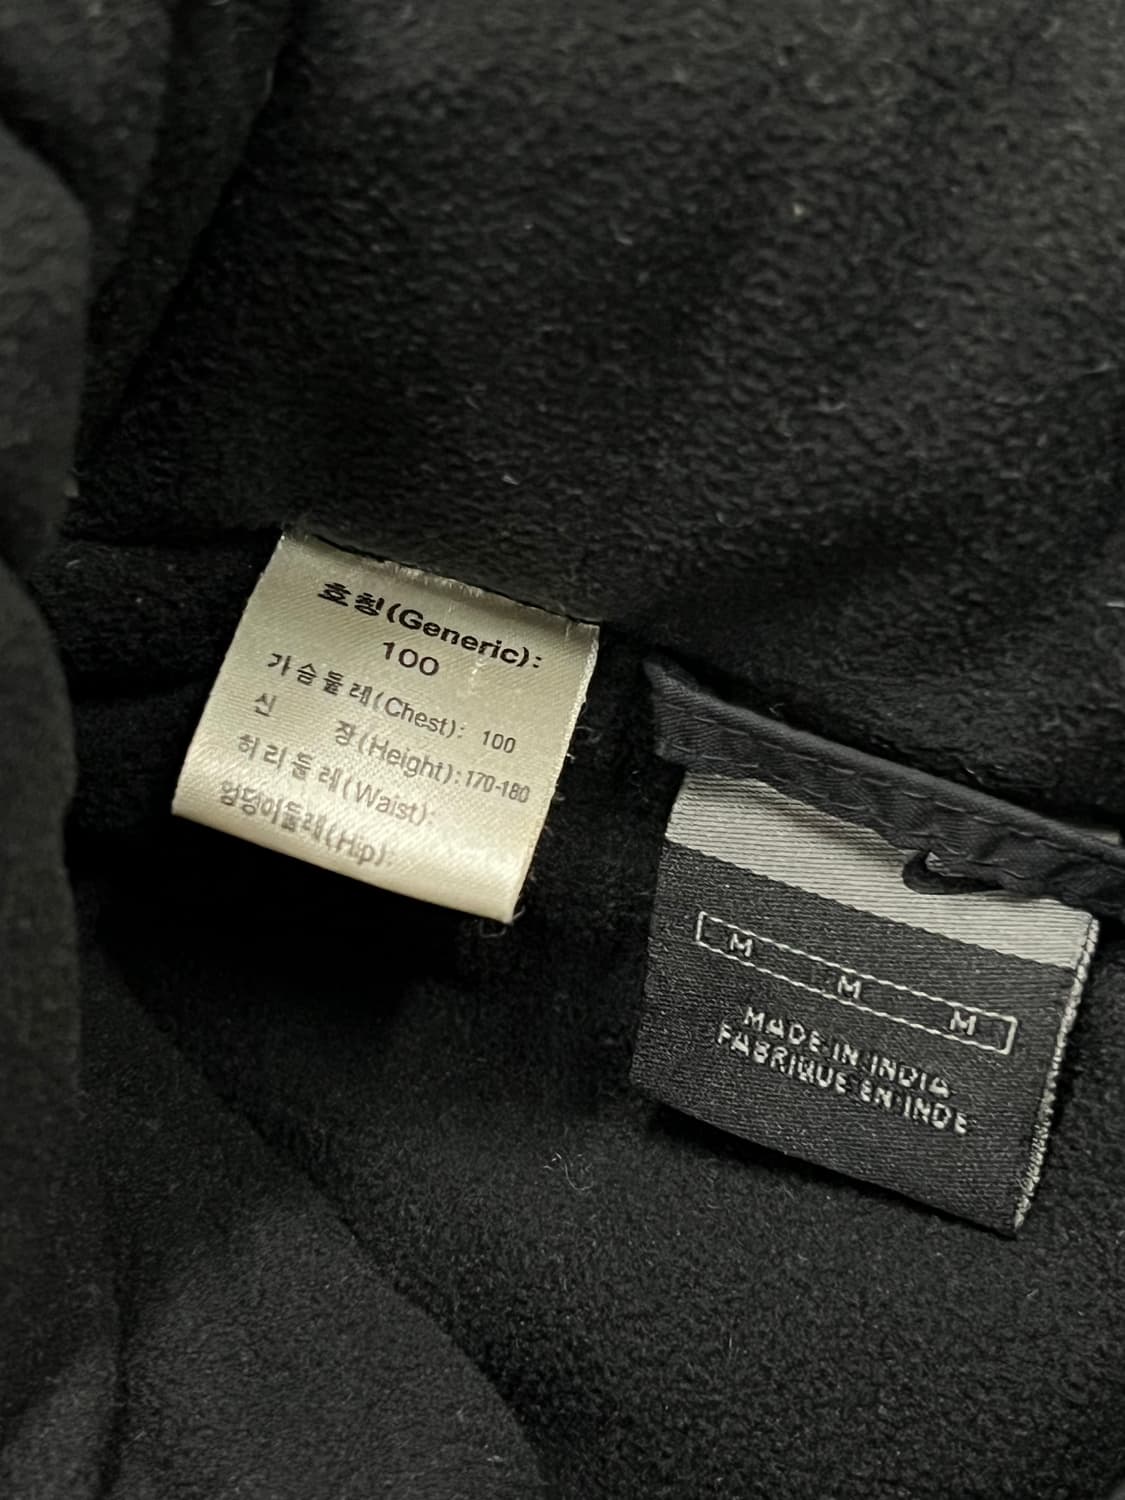 호칭(Generic):
100
가슴둘레(Chest): 100
신 장(Height):170-180
허리둘레(Waist):
엉덩이둘레(Hip):
M M M
MADE IN INDIA
FABRIQUE EN INDE